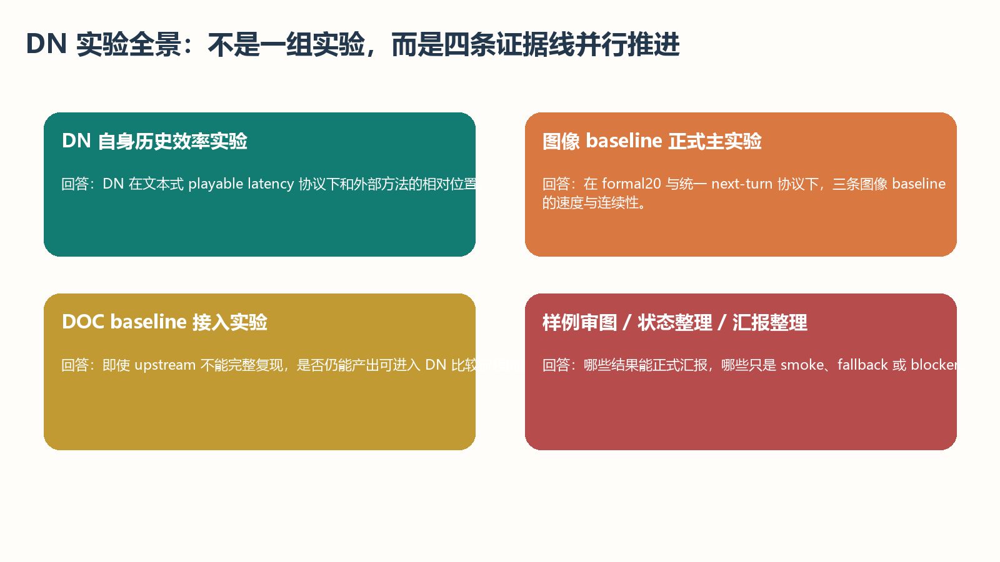 DN 实验全景：不是一组实验，而是四条证据线并行推进
DN 自身历史效率实验
回答：DN 在文本式 playable latency 协议下和外部方法的相对位置
图像 baseline 正式主实验
回答：在 formal20 与统一 next-turn 协议下，三条图像 baseline
的速度与连续性。
DOC baseline 接入实验
回答：即使 upstream 不能完整复现，是否仍能产出可进入 DN 比较
样例审图 / 状态整理 / 汇报整理
回答：哪些结果能正式汇报，哪些只是 smoke、fallback 或 blocker